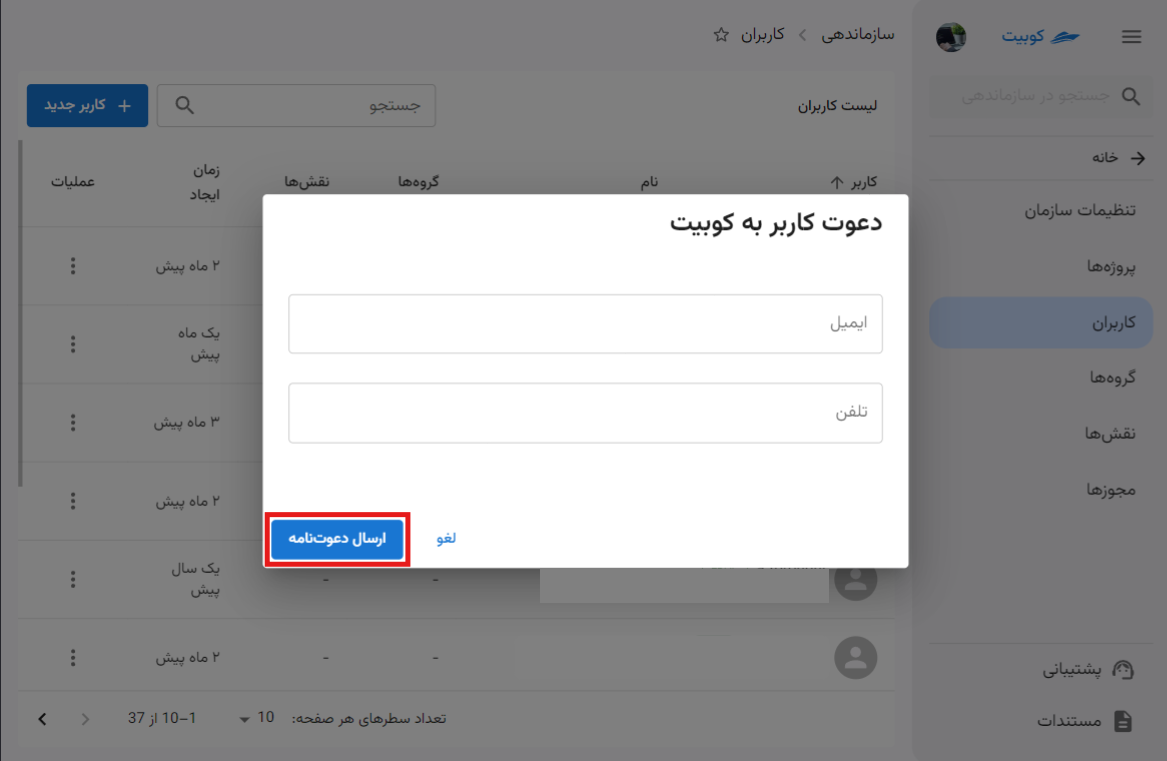 کوبیت
جستجو در سازماندهی
خانه
تنظیمات سازمان
پروژه‌ها
کاربران
گروه‌ها
نقش‌ها
مجوزها
پشتیبانی
مستندات
سازماندهی > کاربران
لیست کاربران
جستجو
+ کاربر جدید
کاربر ↑ نام گروه‌ها نقش‌ها زمان ایجاد عملیات
۲ ماه پیش
یک ماه
پیش
۳ ماه پیش
۲ ماه پیش
- - یک سال
پیش
- - ۲ ماه پیش
تعداد سطرهای هر صفحه: 10 1–10 از 37
دعوت کاربر به کوبیت
ایمیل
تلفن
لغو
ارسال دعوت‌نامه